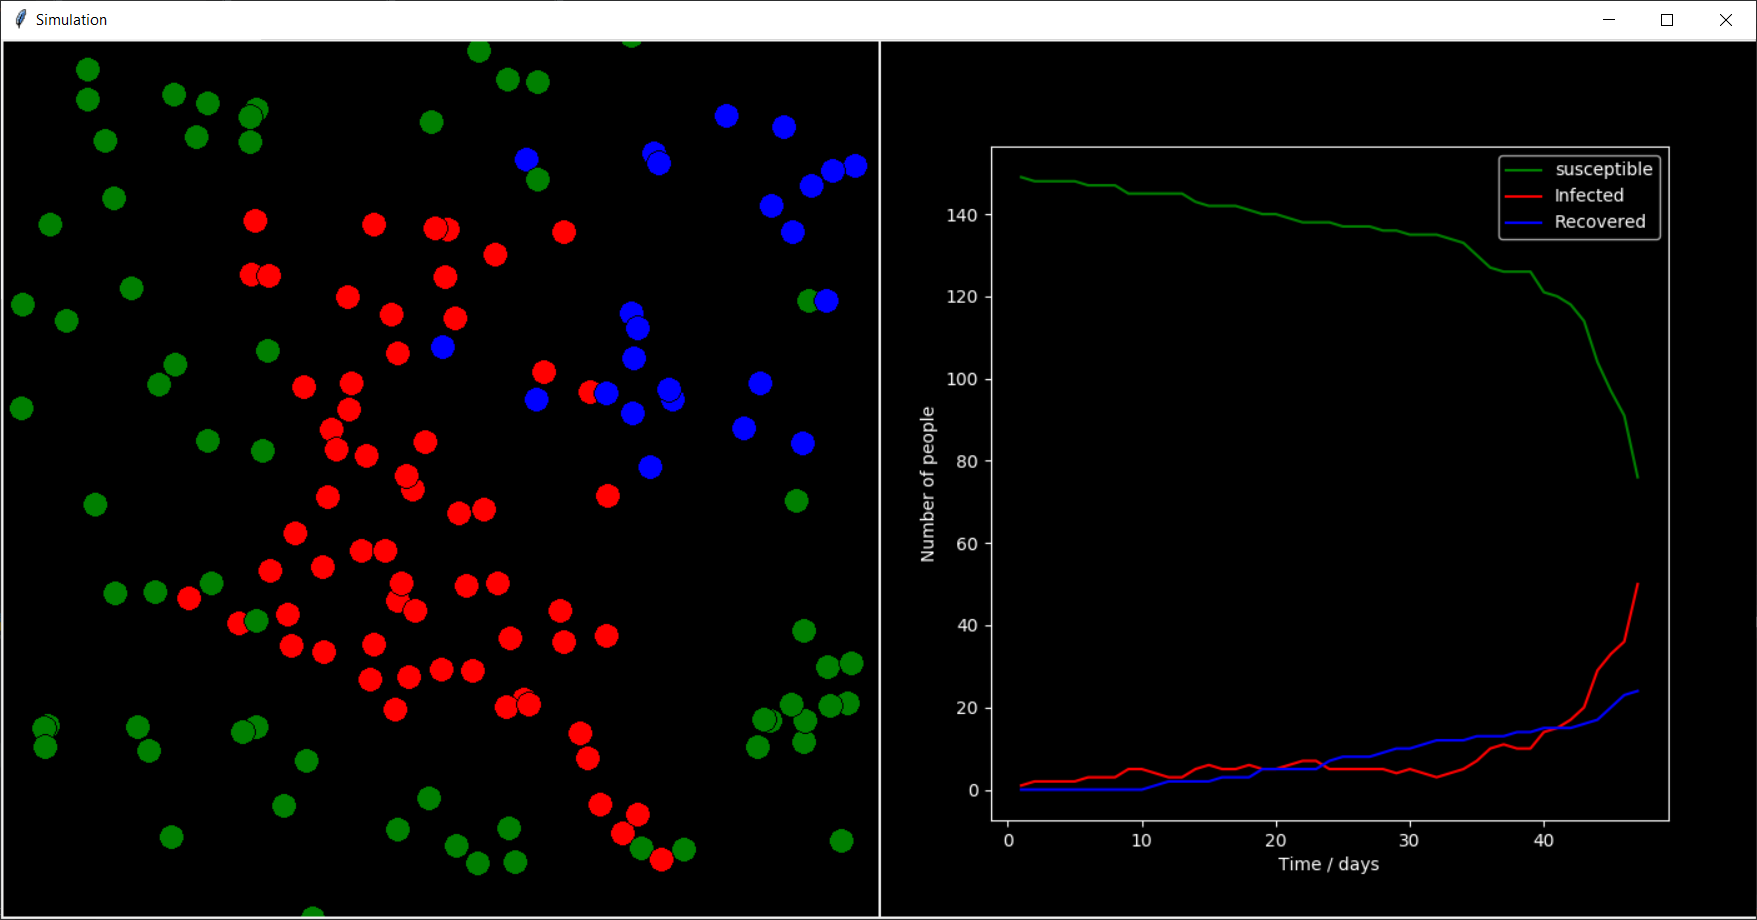 Simulation
susceptible
Infected
Recovered
140
120
100
80
60
40
20
0
Number of people
0 10 20 30 40
Time / days